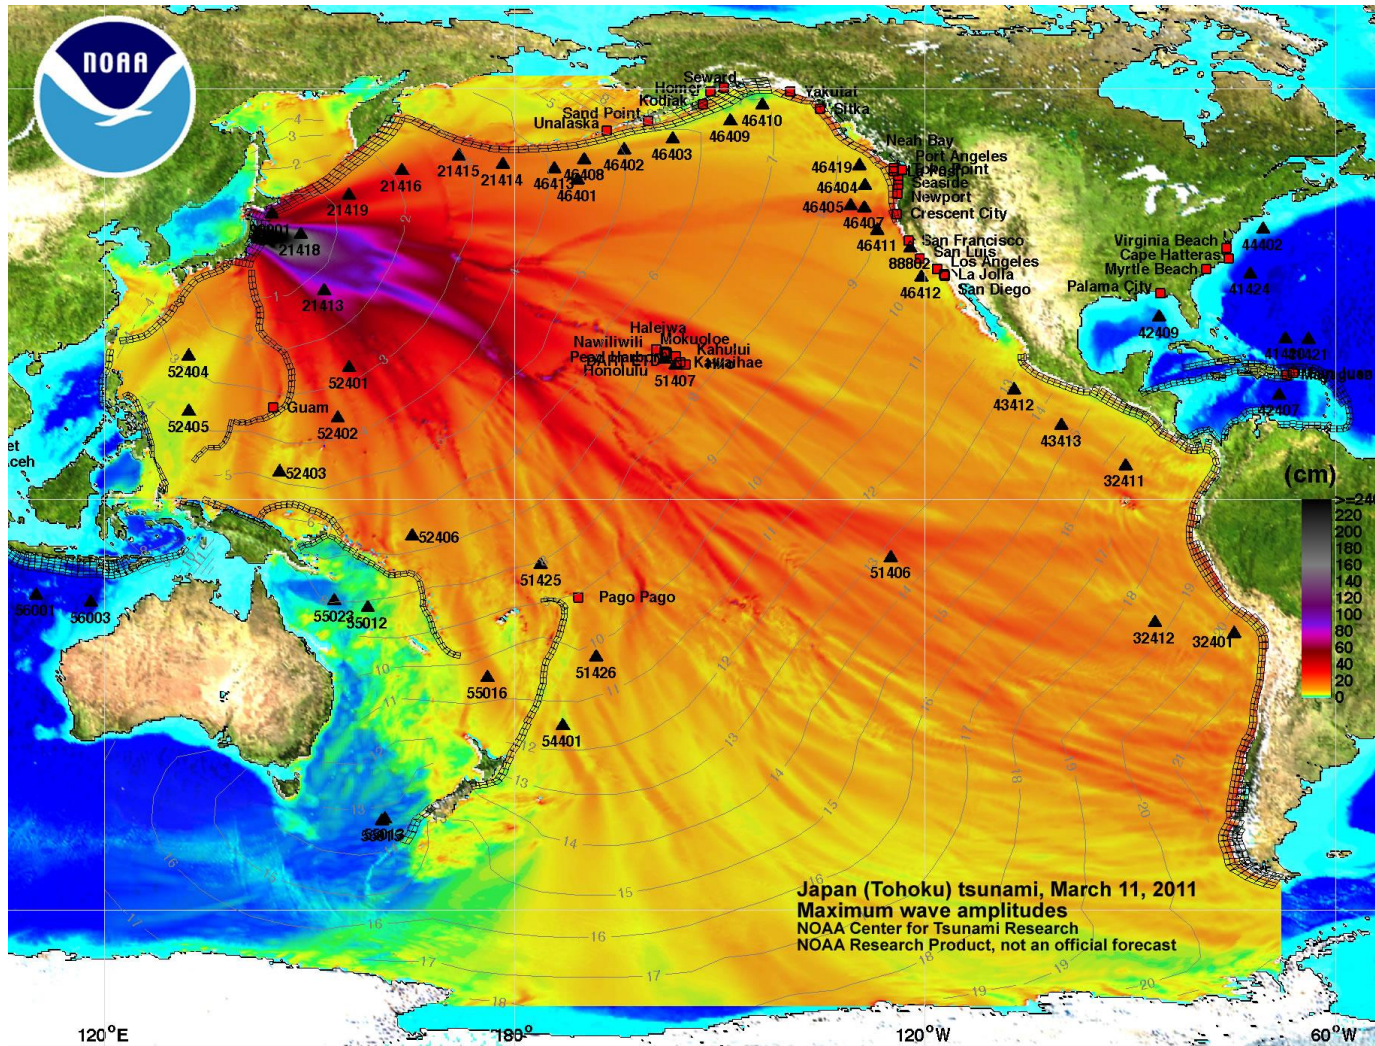 NOAA
Seward
Homer
Kodiak
Yakutat
Sitka
Sand Point
Unalaska
46410
46409
46403
46402
46408
46413
46401
21414
21415
21416
21419
21418
21413
Neah Bay
Port Angeles
Seaside
Newport
Crescent City
46419
46404
46405
46407
46411
San Francisco
San Luis
Los Angeles
La Jolla
San Diego
46412
Virginia Beach
Cape Hatteras
Myrtle Beach
Palama City
44402
41424
42409
42407
Haleiwa
Nawiliwili
Mokuoloe
Kahului
Honolulu
51407
52404
52401
52405
Guam
52402
52403
52406
43412
43413
32411
51425
51406
Pago Pago
56001
56003
55023
55012
32412
32401
51426
55016
54401
(cm)
220
200
180
160
140
120
100
80
60
40
20
0
Japan (Tohoku) tsunami, March 11, 2011
Maximum wave amplitudes
NOAA Center for Tsunami Research
NOAA Research Product, not an official forecast
120°E
180°
120°W
60°W